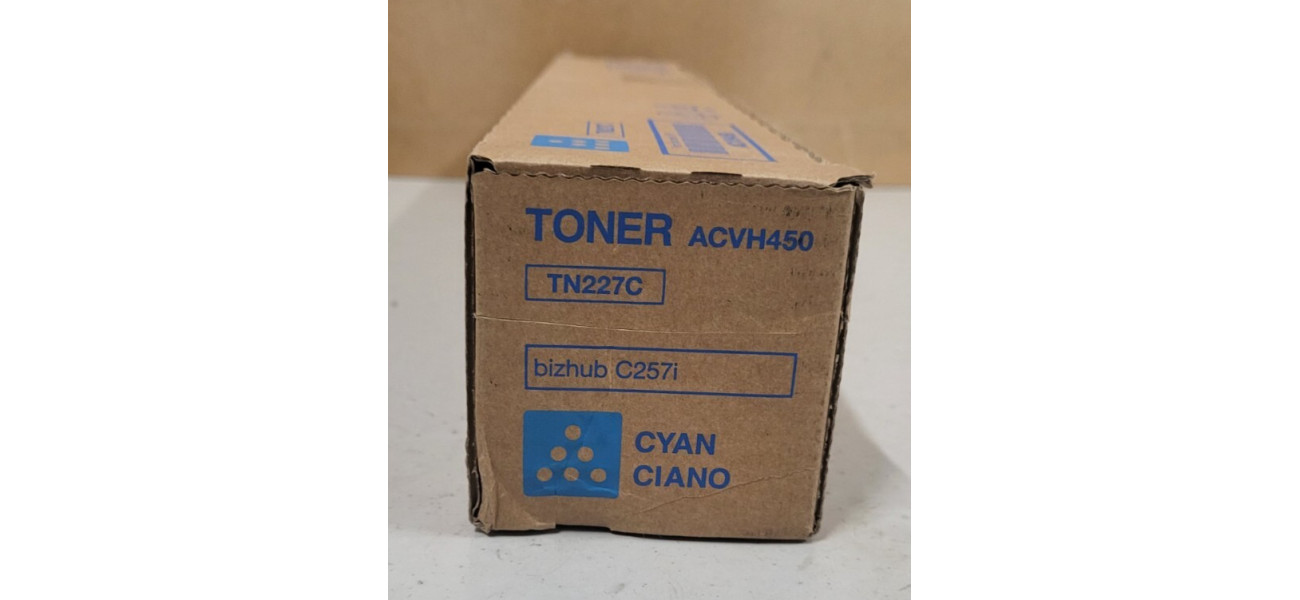 TONER ACVH450
TN227C
bizhub C257i
CYAN
CIANO